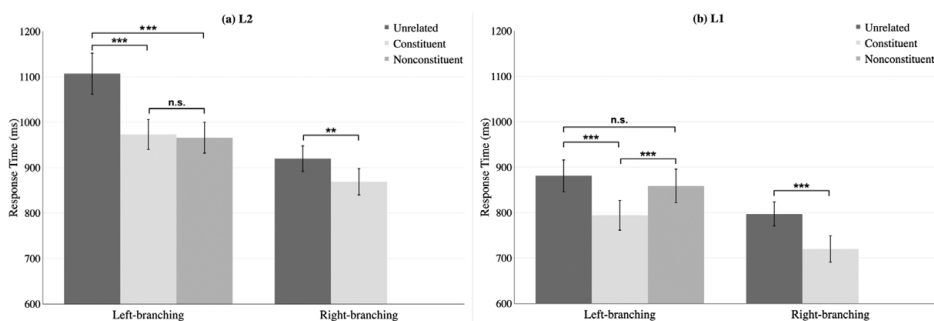 (a) L2
Unrelated
Constituent
Nonconstituent
Response Time (ms)
1200
1100
1000
900
800
700
600
***
***
n.s.
**
Left-branching
Right-branching
(b) L1
Unrelated
Constituent
Nonconstituent
Response Time (ms)
1200
1100
1000
900
800
700
600
n.s.
***
***
***
Left-branching
Right-branching